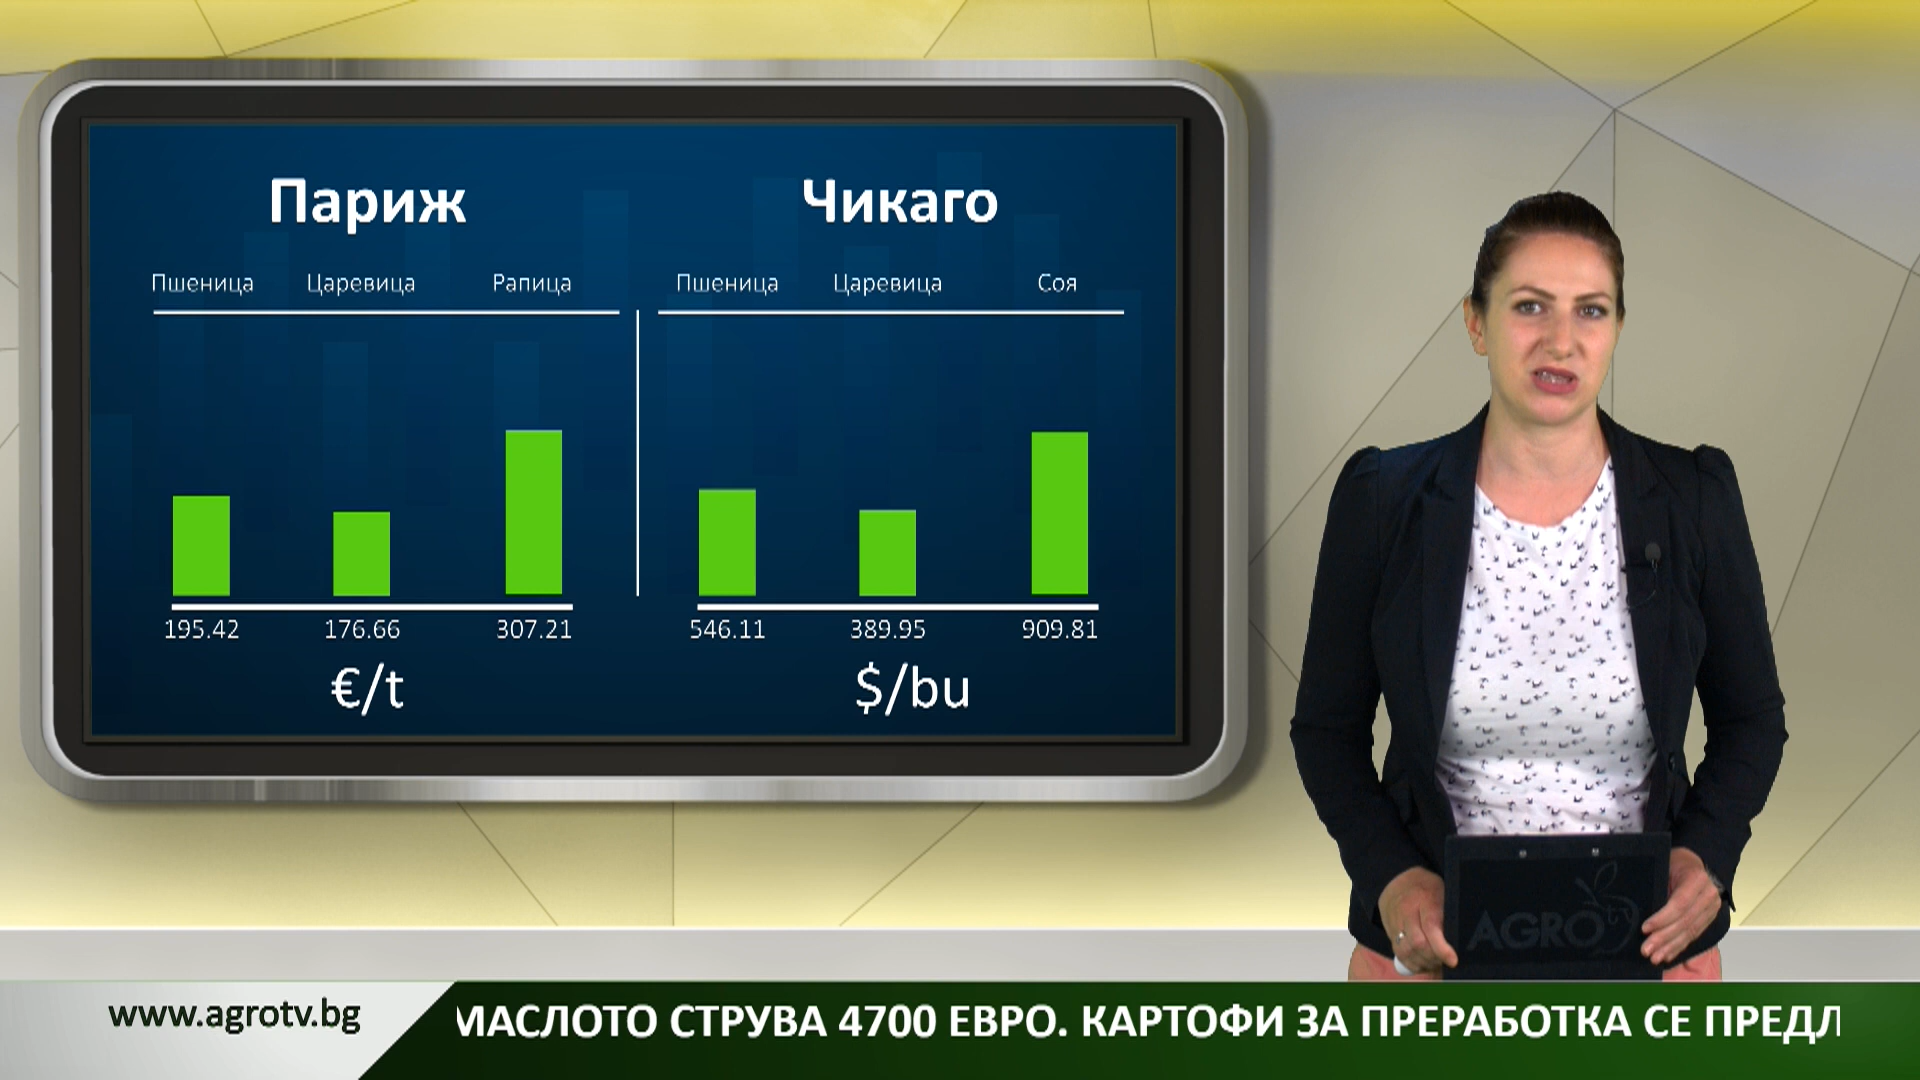 Париж
Чикаго
Пшеница Царевица Рапица
Пшеница Царевица Соя
195.42 176.66 307.21
546.11 389.95 909.81
€/t
$/bu
AGROtv
www.agrotv.bg
МАСЛОТО СТРУВА 4700 ЕВРО. КАРТОФИ ЗА ПРЕРАБОТКА СЕ ПРЕДЛ